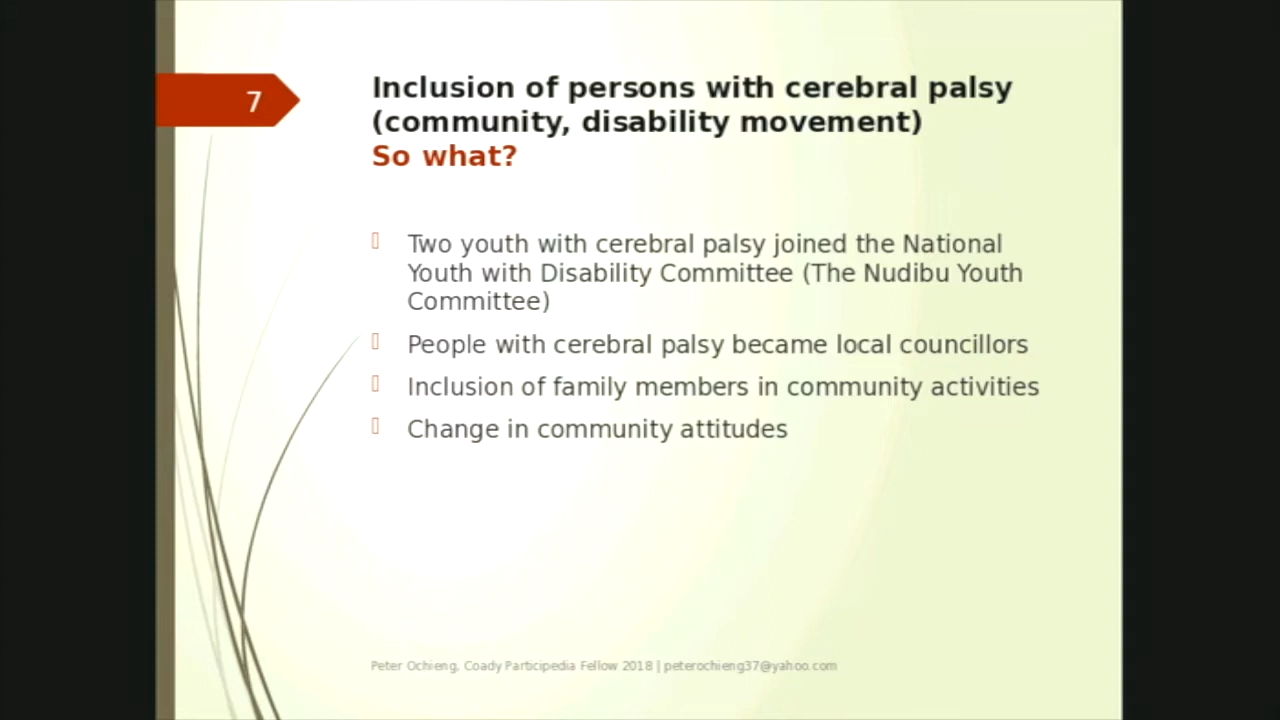 7
Inclusion of persons with cerebral palsy
(community, disability movement)
So what?
Two youth with cerebral palsy joined the National
Youth with Disability Committee (The Nudibu Youth
Committee)
People with cerebral palsy became local councillors
Inclusion of family members in community activities
Change in community attitudes
Peter Ochieng, Coady Participedia Fellow 2018 | peterochieng37@yahoo.com